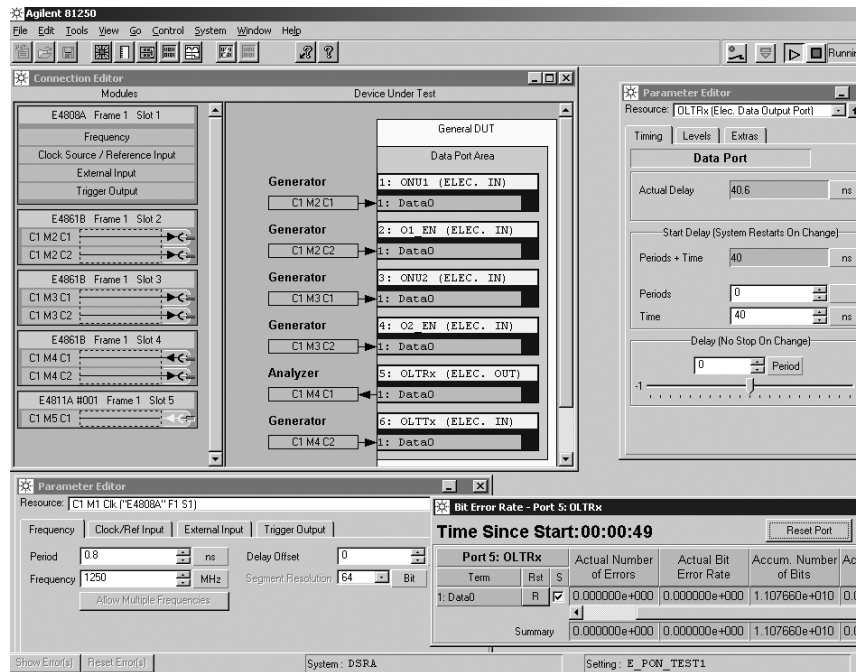 Agilent 81250
File Edit Tools View Go Control System Window Help
Running
Connection Editor
Modules
Device Under Test
E4808A Frame 1 Slot 1
Frequency
Clock Source / Reference Input
External Input
Trigger Output
E4861B Frame 1 Slot 2
C1 M2 C1
C1 M2 C2
E4861B Frame 1 Slot 3
C1 M3 C1
C1 M3 C2
E4861B Frame 1 Slot 4
C1 M4 C1
C1 M4 C2
E4811A #001 Frame 1 Slot 5
C1 M5 C1
General DUT
Data Port Area
Generator
1: ONU1 (ELEC. IN)
C1 M2 C1
1: Data0
Generator
2: O1_EN (ELEC. IN)
C1 M2 C2
1: Data0
Generator
3: ONU2 (ELEC. IN)
C1 M3 C1
1: Data0
Generator
4: O2_EN (ELEC. IN)
C1 M3 C2
1: Data0
Analyzer
5: OLTRx (ELEC. OUT)
C1 M4 C1
1: Data0
Generator
6: OLTTx (ELEC. IN)
C1 M4 C2
1: Data0
Parameter Editor
Resource: OLTRx (Elec. Data Output Port)
Timing Levels Extras
Data Port
Actual Delay 40.6 ns
Start Delay (System Restarts On Change)
Periods + Time 40 ns
Periods 0
Time 40 ns
Delay (No Stop On Change)
0 Period
-1
Parameter Editor
Resource: C1 M1 Clk ("E4808A" F1 S1)
Frequency Clock/Ref Input External Input Trigger Output
Period 0.8 ns Delay Offset 0
Frequency 1250 MHz Segment Resolution 64 Bit
Allow Multiple Frequencies
Bit Error Rate - Port 5: OLTRx
Time Since Start:00:00:49
Reset Port
Port 5: OLTRx
Actual Number of Errors
Actual Bit Error Rate
Accum. Number of Bits
Term Rst S
1: Data0 R 0.000000e+000 0.000000e+000 1.107660e+010
Summary 0.000000e+000 0.000000e+000 1.107660e+010
Show Error(s) Reset Error(s)
System: DSRA
Setting: E_PON_TEST1